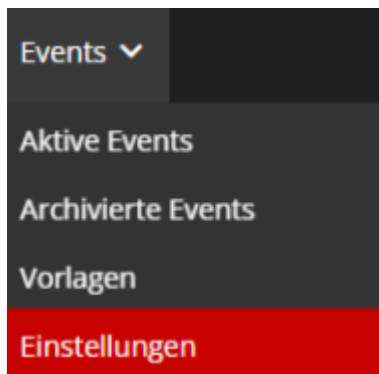 Events
Aktive Events
Archivierte Events
Vorlagen
Einstellungen